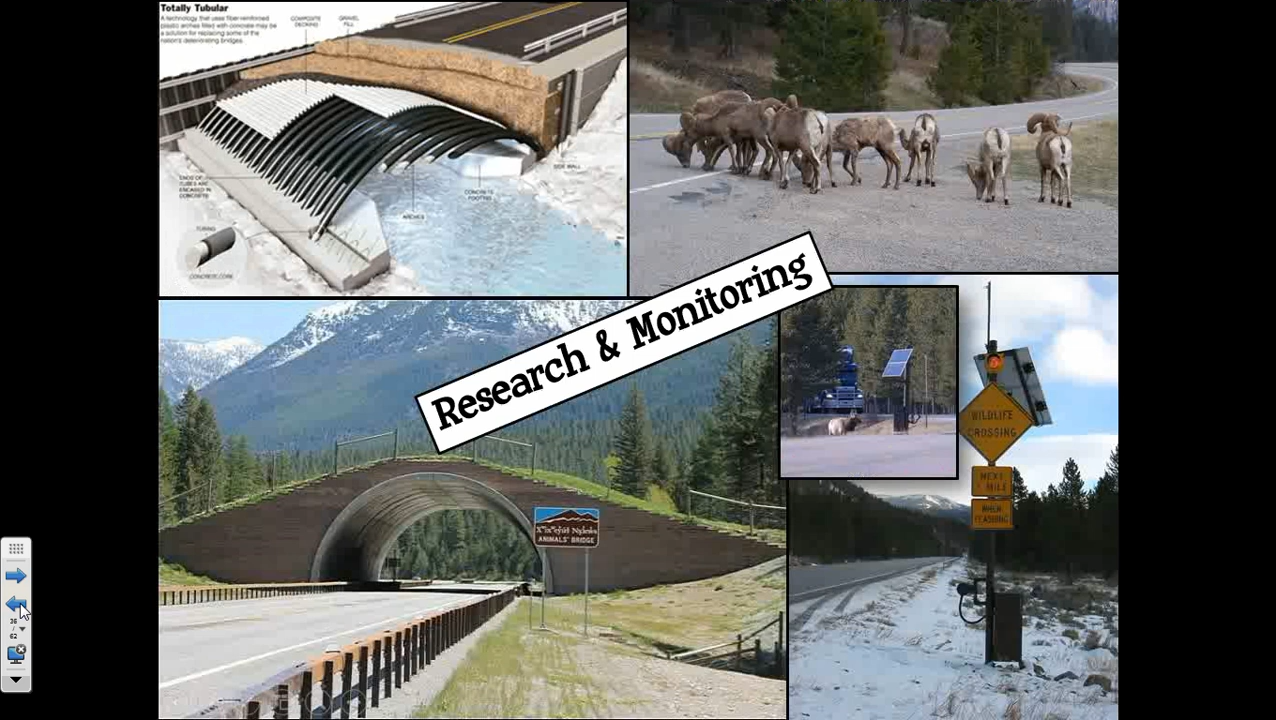 Totally Tubular
A technology that uses fiber-reinforced
plastic arches filled with concrete may be
a solution for replacing some of the
nation's deteriorating bridges.
COMPOSITE
DECKING
GRAVEL
FILL
SIDE WALL
ENDS OF
TUBES ARE
ENCASED IN
CONCRETE
CONCRETE
FOOTING
ARCHES
TUBING
CONCRETE CORE
Research & Monitoring
WILDLIFE
CROSSING
NEXT
MILE
WHEN
FLASHING
ANIMALS' BRIDGE
36
/
62